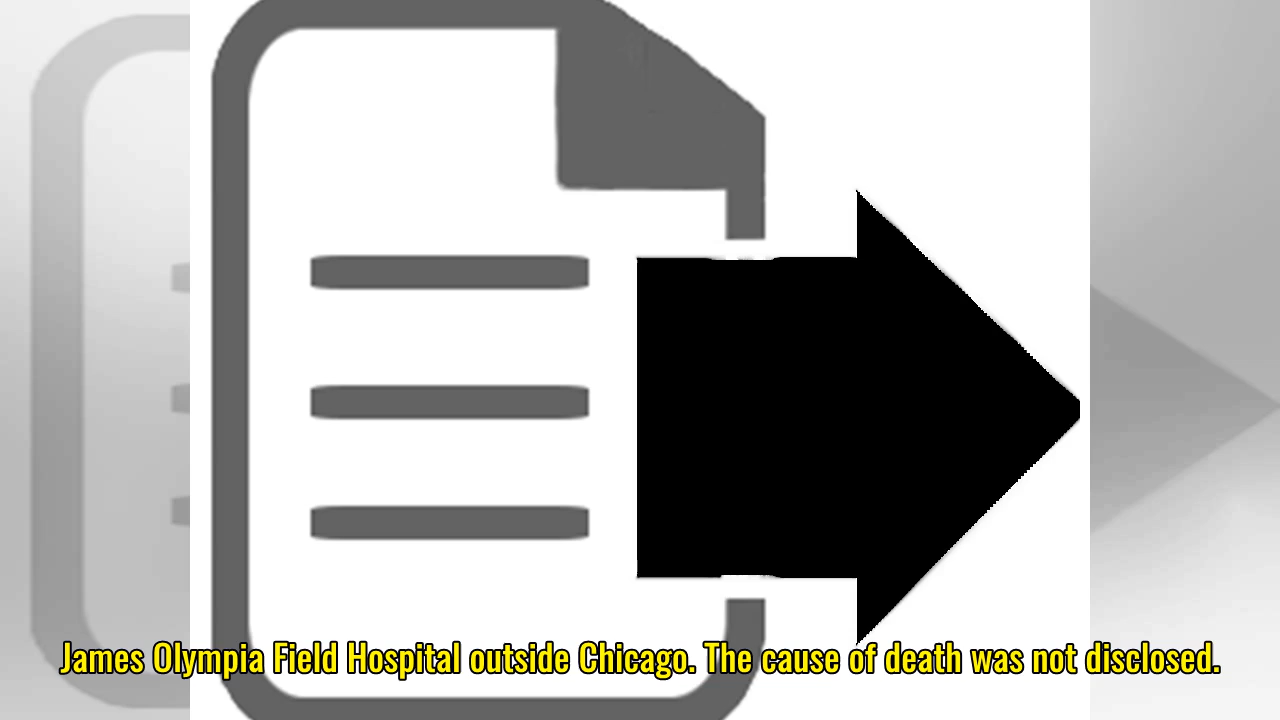 James Olympia Field Hospital outside Chicago. The cause of death was not disclosed.